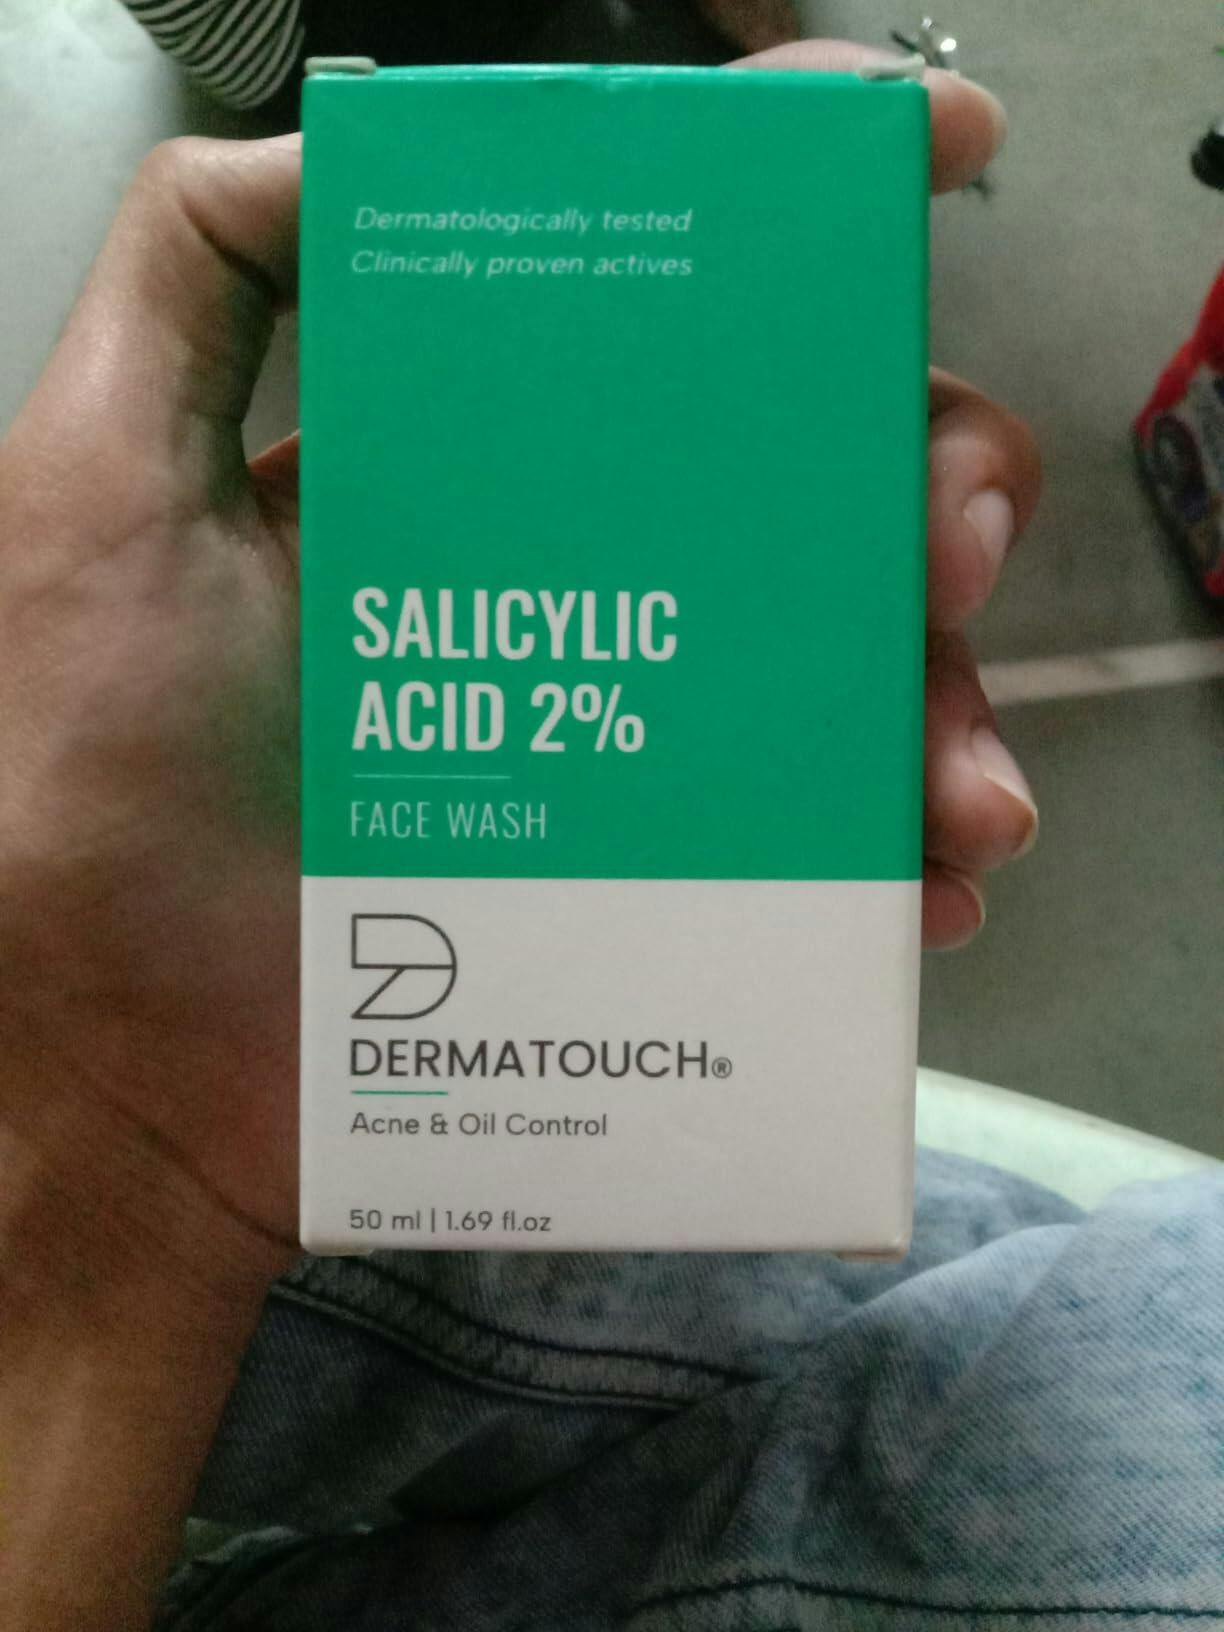 Dermatologically tested
Clinically proven actives
SALICYLIC
ACID 2%
FACE WASH
DERMATOUCH®
Acne & Oil Control
50 ml | 1.69 fl.oz